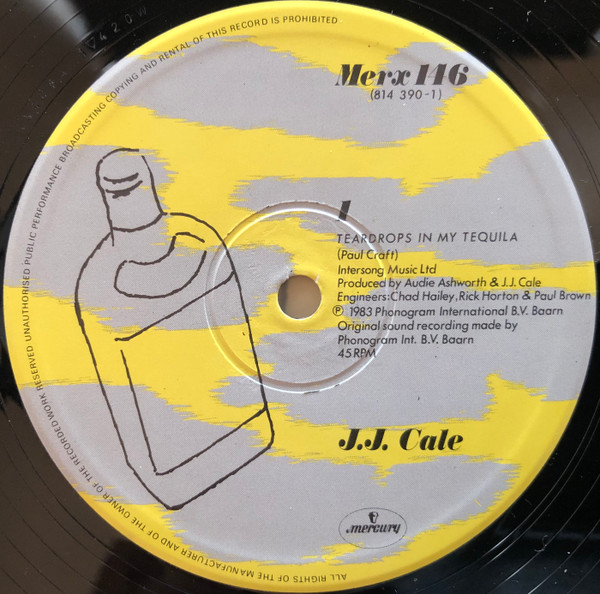 ALL RIGHTS OF THE MANUFACTURER AND OF THE OWNER OF THE RECORDED WORK RESERVED UNAUTHORISED PUBLIC PERFORMANCE BROADCASTING COPYING AND RENTAL OF THIS RECORD IS PROHIBITED
Merx 146
(814 390-1)
1
TEARDROPS IN MY TEQUILA
(Paul Craft)
Intersong Music Ltd
Produced by Audie Ashworth & J.J. Cale
Engineers:Chad Hailey,Rick Horton & Paul Brown
℗ 1983 Phonogram International B.V. Baarn
Original sound recording made by
Phonogram Int. B.V. Baarn
45RPM
J.J. Cale
mercury